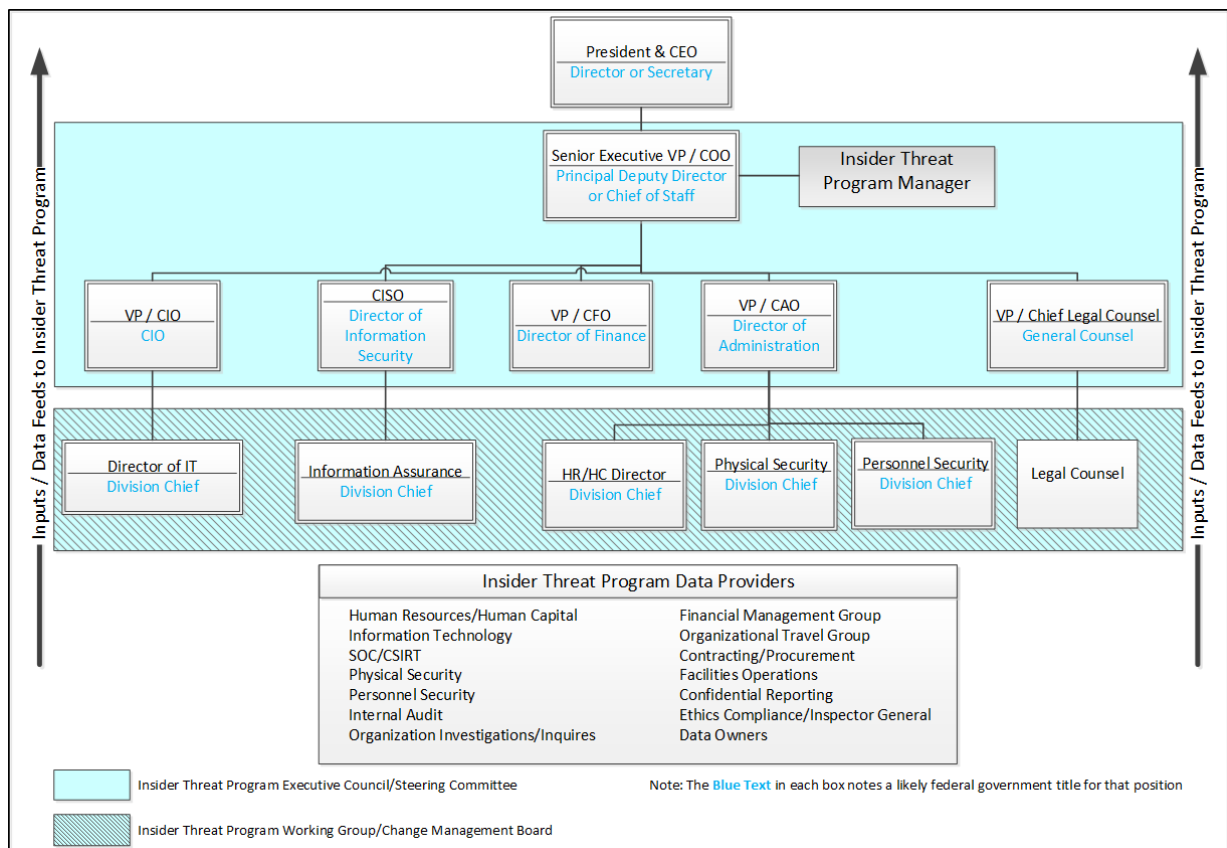 President & CEO
Director or Secretary
Inputs / Data Feeds to Insider Threat Program
Inputs / Data Feeds to Insider Threat Program
Senior Executive VP / COO
Principal Deputy Director
or Chief of Staff
Insider Threat
Program Manager
VP / CIO
CIO
CISO
Director of
Information
Security
VP / CFO
Director of Finance
VP / CAO
Director of
Administration
VP / Chief Legal Counsel
General Counsel
Director of IT
Division Chief
Information Assurance
Division Chief
HR/HC Director
Division Chief
Physical Security
Division Chief
Personnel Security
Division Chief
Legal Counsel
Insider Threat Program Data Providers
Human Resources/Human Capital
Information Technology
SOC/CSIRT
Physical Security
Personnel Security
Internal Audit
Organization Investigations/Inquires
Financial Management Group
Organizational Travel Group
Contracting/Procurement
Facilities Operations
Confidential Reporting
Ethics Compliance/Inspector General
Data Owners
Insider Threat Program Executive Council/Steering Committee
Note: The Blue Text in each box notes a likely federal government title for that position
Insider Threat Program Working Group/Change Management Board